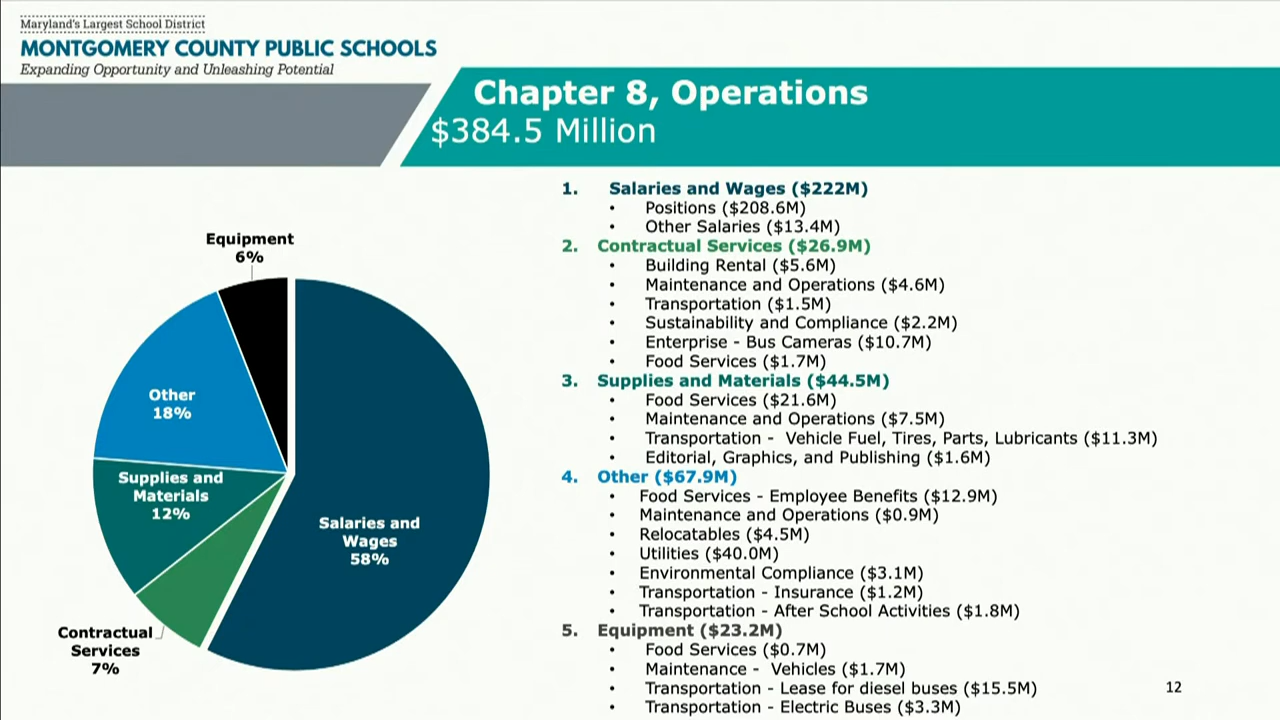 Maryland's Largest School District
MONTGOMERY COUNTY PUBLIC SCHOOLS
Expanding Opportunity and Unleashing Potential
Chapter 8, Operations
$384.5 Million
Equipment
6%
Other
18%
Supplies and
Materials
12%
Salaries and
Wages
58%
Contractual
Services
7%
1. Salaries and Wages ($222M)
• Positions ($208.6M)
• Other Salaries ($13.4M)
2. Contractual Services ($26.9M)
• Building Rental ($5.6M)
• Maintenance and Operations ($4.6M)
• Transportation ($1.5M)
• Sustainability and Compliance ($2.2M)
• Enterprise - Bus Cameras ($10.7M)
• Food Services ($1.7M)
3. Supplies and Materials ($44.5M)
• Food Services ($21.6M)
• Maintenance and Operations ($7.5M)
• Transportation - Vehicle Fuel, Tires, Parts, Lubricants ($11.3M)
• Editorial, Graphics, and Publishing ($1.6M)
4. Other ($67.9M)
• Food Services - Employee Benefits ($12.9M)
• Maintenance and Operations ($0.9M)
• Relocatables ($4.5M)
• Utilities ($40.0M)
• Environmental Compliance ($3.1M)
• Transportation - Insurance ($1.2M)
• Transportation - After School Activities ($1.8M)
5. Equipment ($23.2M)
• Food Services ($0.7M)
• Maintenance - Vehicles ($1.7M)
• Transportation - Lease for diesel buses ($15.5M)
• Transportation - Electric Buses ($3.3M)
12